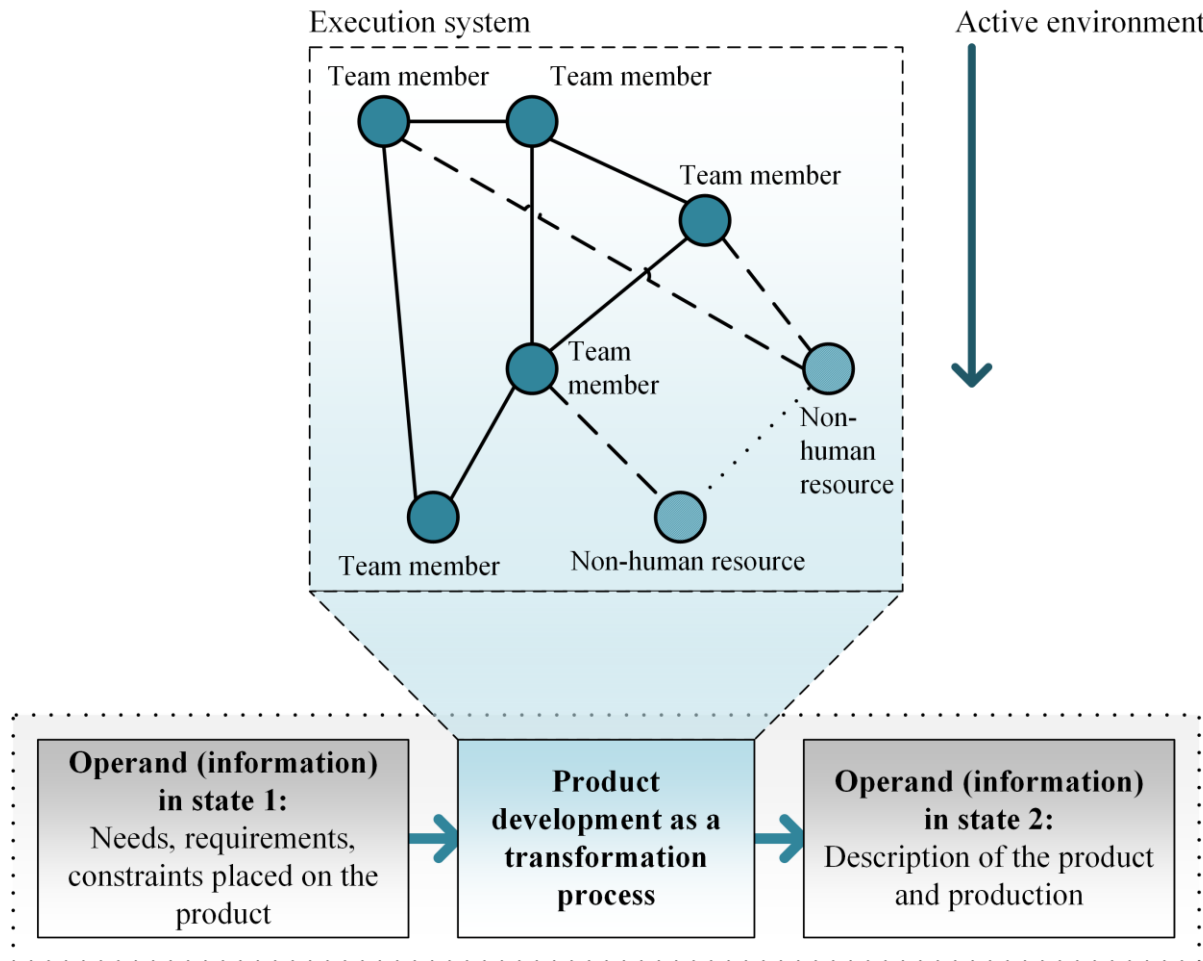 Execution system
Active environment
Team member
Team member
Team member
Team
member
Non-
human
resource
Team member
Non-human resource
Operand (information)
in state 1:
Needs, requirements,
constraints placed on the
product
Product
development as a
transformation
process
Operand (information)
in state 2:
Description of the product
and production